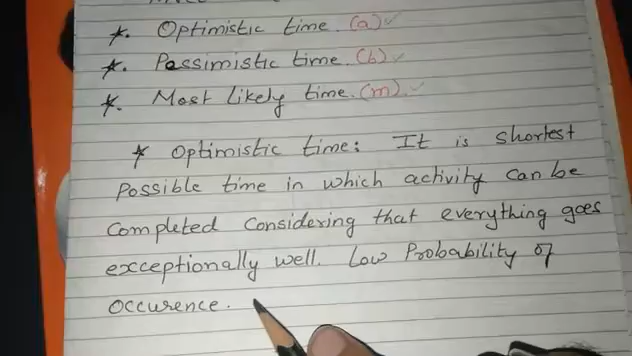 *. Optimistic time (a) ✓
*. Pessimistic time (b) ✓
*. Most likely time (m). ✓
* Optimistic time: It is shortest
possible time in which activity can be
completed considering that everything goes
exceptionally well. Low Probability of
occurence.